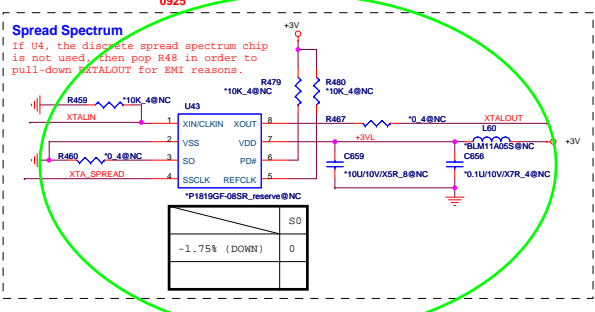 0925
Spread Spectrum
If U4, the discrete spread spectrum chip
is not used, then pop R48 in order to
pull-down EXTALOUT for EMI reasons.
+3V
R479
*10K_4@NC
R480
*10K_4@NC
R459
*10K_4@NC
U43
R467
*0_4@NC
XTALOUT
XTALIN
1 XIN/CLKIN XOUT 8
2 VSS VDD 7
3 SO PD# 6
4 SSCLK REFCLK 5
+3VL
L60
*BLM11A05S@NC
+3V
R460
*0_4@NC
XTA_SPREAD
C659
*10U/10V/X5R_8@NC
C656
*0.1U/10V/X7R_4@NC
*P1819GF-08SR_reserve@NC
S0
-1.75% (DOWN) 0